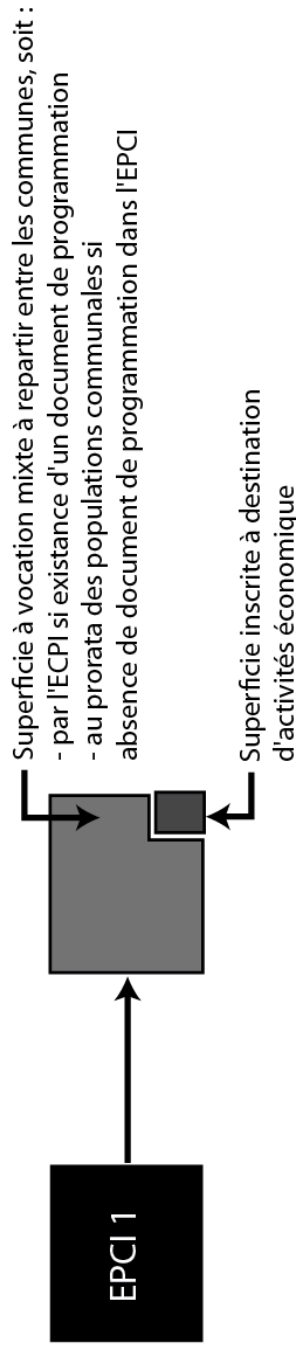 EPCI 1
Superficie à vocation mixte à repartir entre les communes, soit :
- par l'ECPI si existance d'un document de programmation
- au prorata des populations communales si
absence de document de programmation dans l'EPCI
Superficie inscrite à destination
d'activités économique